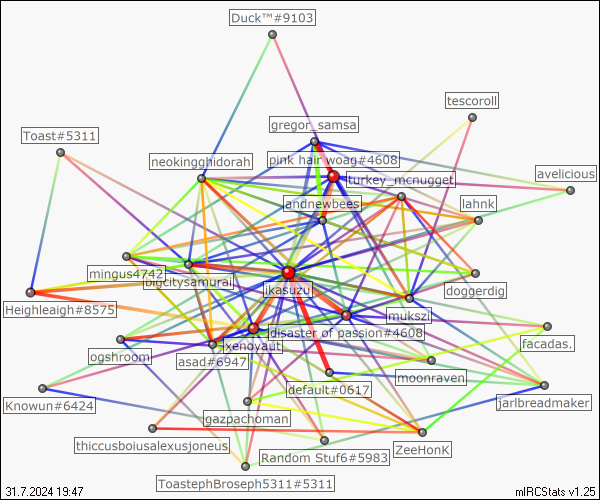 Duck™#9103
tescoroll
gregor_samsa
Toast#5311
neokingghidorah
pink hair woag#4608
avelicious
turkey_mcnugget
andnewbees
lahnk
mingus4742
bigcitysamurai
ikasuzu
doggerdig
Heighleaigh#8575
mukszi
disaster of passion#4608
xenoyaut
facadas.
ogshroom
asad#6947
moonraven
default#0617
Knowun#6424
jarlbreadmaker
gazpachoman
thiccusboiusalexusjoneus
ZeeHonK
Random Stuf6#5983
ToastephBroseph5311#5311
31.7.2024 19:47
mIRCStats v1.25